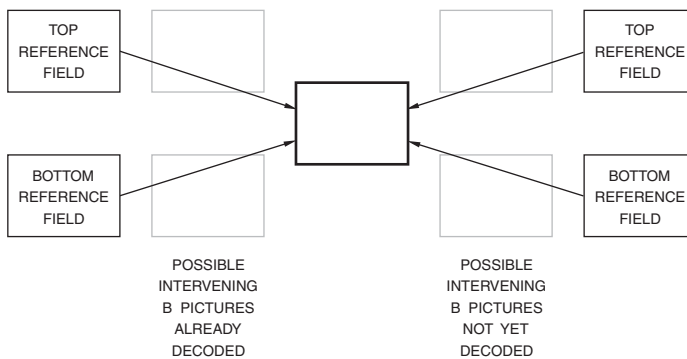 TOP
REFERENCE
FIELD
TOP
REFERENCE
FIELD
BOTTOM
REFERENCE
FIELD
BOTTOM
REFERENCE
FIELD
POSSIBLE
INTERVENING
B PICTURES
ALREADY
DECODED
POSSIBLE
INTERVENING
B PICTURES
NOT YET
DECODED